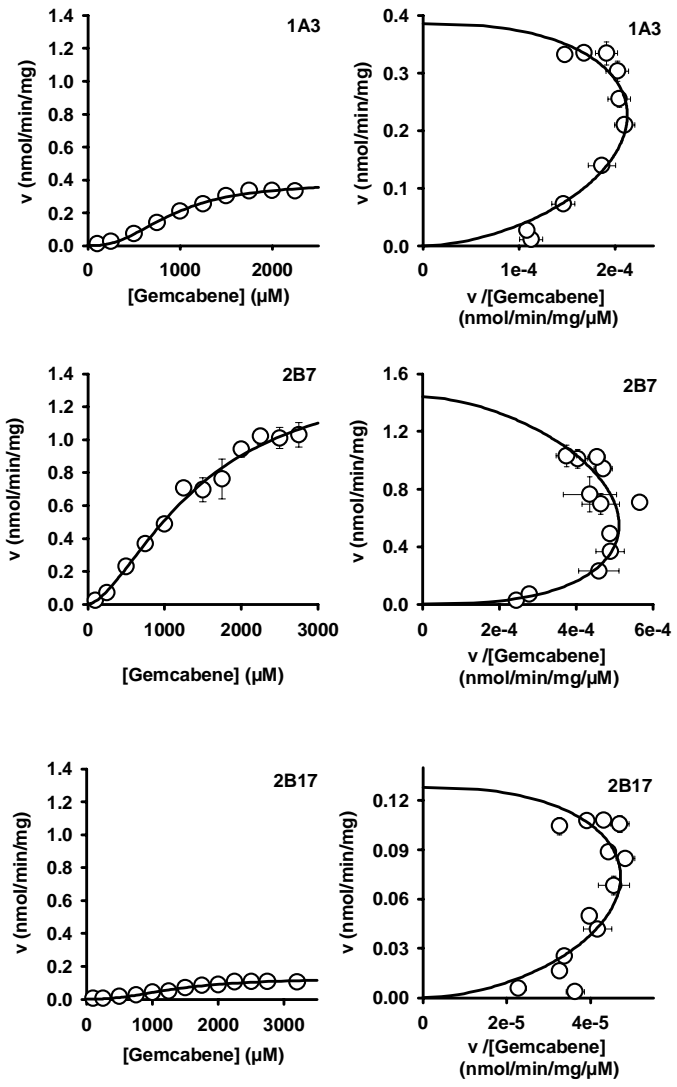 1A3
v (nmol/min/mg)
1.4
1.2
1.0
0.8
0.6
0.4
0.2
0.0
0 1000 2000
[Gemcabene] (µM)
1A3
v (nmol/min/mg)
0.4
0.3
0.2
0.1
0.0
0 1e-4 2e-4
v /[Gemcabene]
(nmol/min/mg/µM)
2B7
v (nmol/min/mg)
1.4
1.2
1.0
0.8
0.6
0.4
0.2
0.0
0 1000 2000 3000
[Gemcabene] (µM)
2B7
v (nmol/min/mg)
1.6
1.2
0.8
0.4
0.0
0 2e-4 4e-4 6e-4
v /[Gemcabene]
(nmol/min/mg/µM)
2B17
v (nmol/min/mg)
1.4
1.2
1.0
0.8
0.6
0.4
0.2
0.0
0 1000 2000 3000
[Gemcabene] (µM)
2B17
v (nmol/min/mg)
0.12
0.09
0.06
0.03
0.00
0 2e-5 4e-5
v /[Gemcabene]
(nmol/min/mg/µM)